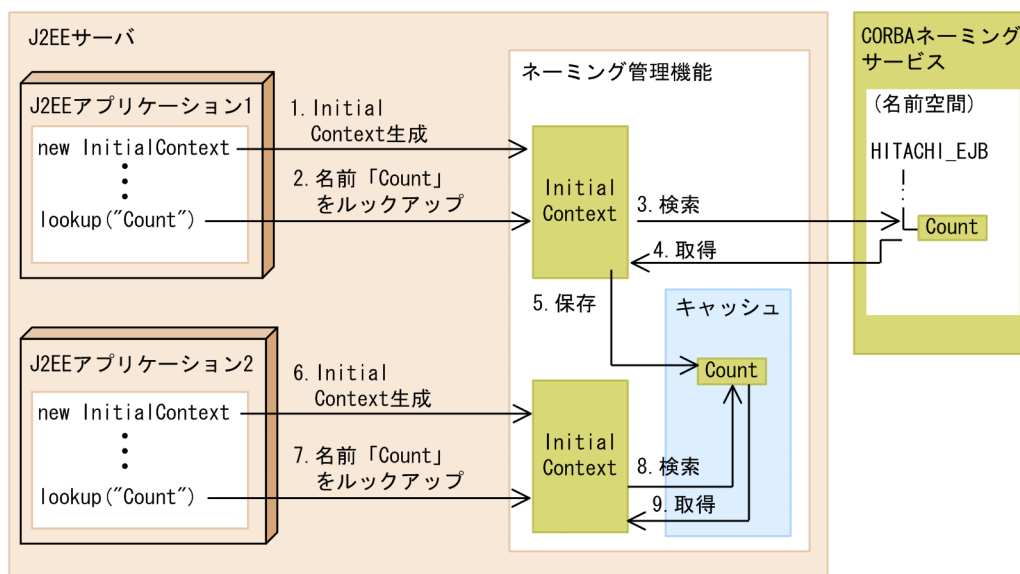 J2EEサーバ
J2EEアプリケーション1
new InitialContext
lookup("Count")
1. Initial
Context生成
2. 名前「Count」
をルックアップ
ネーミング管理機能
Initial
Context
3. 検索
4. 取得
5. 保存
CORBAネーミング
サービス
(名前空間)
HITACHI_EJB
Count
キャッシュ
Count
J2EEアプリケーション2
new InitialContext
lookup("Count")
6. Initial
Context生成
7. 名前「Count」
をルックアップ
Initial
Context
8. 検索
9. 取得